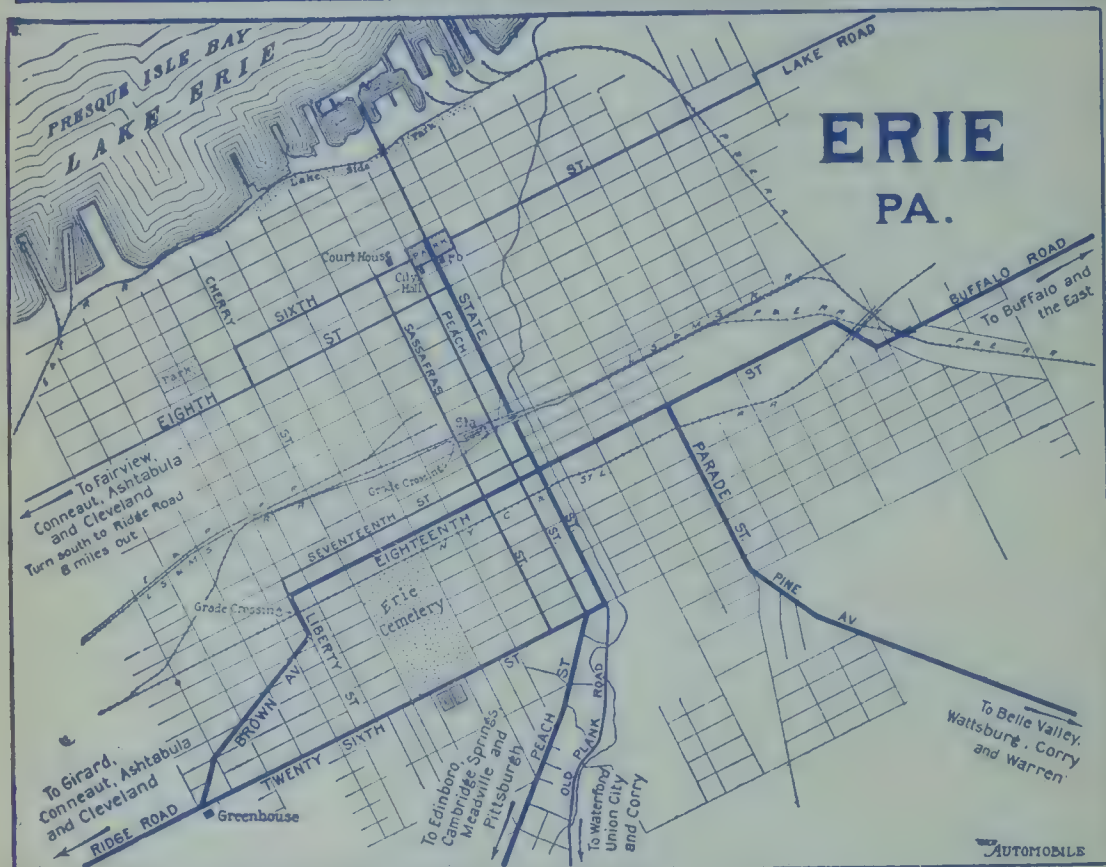 ERIE
PA.
PRESQUE ISLE BAY
LAKE ERIE
LAKE ROAD
Lake Side Park
ST.
Court House
PARK
P O
City Hall
CHERRY
SIXTH
ST
STATE
PEACH
SASSAFRAS
BUFFALO ROAD
To Buffalo and
the East
Park
EIGHTH
ST.
L S & M S
P & E R R
P & E R R
P & E R R
R R
ST
To Fairview,
Conneaut, Ashtabula
and Cleveland
Turn south to Ridge Road
8 miles out
Grade Crossing
SEVENTEENTH ST
EIGHTEENTH
N Y C & ST L
R R
ST.
ST.
ST.
PARADE
ST.
Grade Crossing
LIBERTY
ST
Erie
Cemetery
BROWN AV
PINE
AV
TWENTY SIXTH
ST
PEACH ST
OLD PLANK ROAD
To Girard,
Conneaut, Ashtabula
and Cleveland
RIDGE ROAD
Greenhouse
To Edinboro,
Cambridge Springs
Meadville and
Pittsburgh
To Waterford,
Union City
and Corry
To Belle Valley,
Wattsburg, Corry
and Warren
AUTOMOBILE